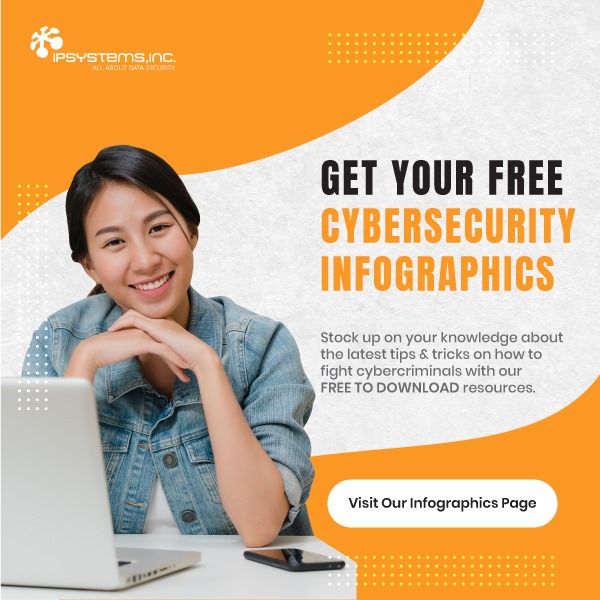 IPSYSTEMS,INC.
ALL ABOUT DATA SECURITY
GET YOUR FREE
CYBERSECURITY
INFOGRAPHICS
Stock up on your knowledge about
the latest tips & tricks on how to
fight cybercriminals with our
FREE TO DOWNLOAD resources.
Visit Our Infographics Page